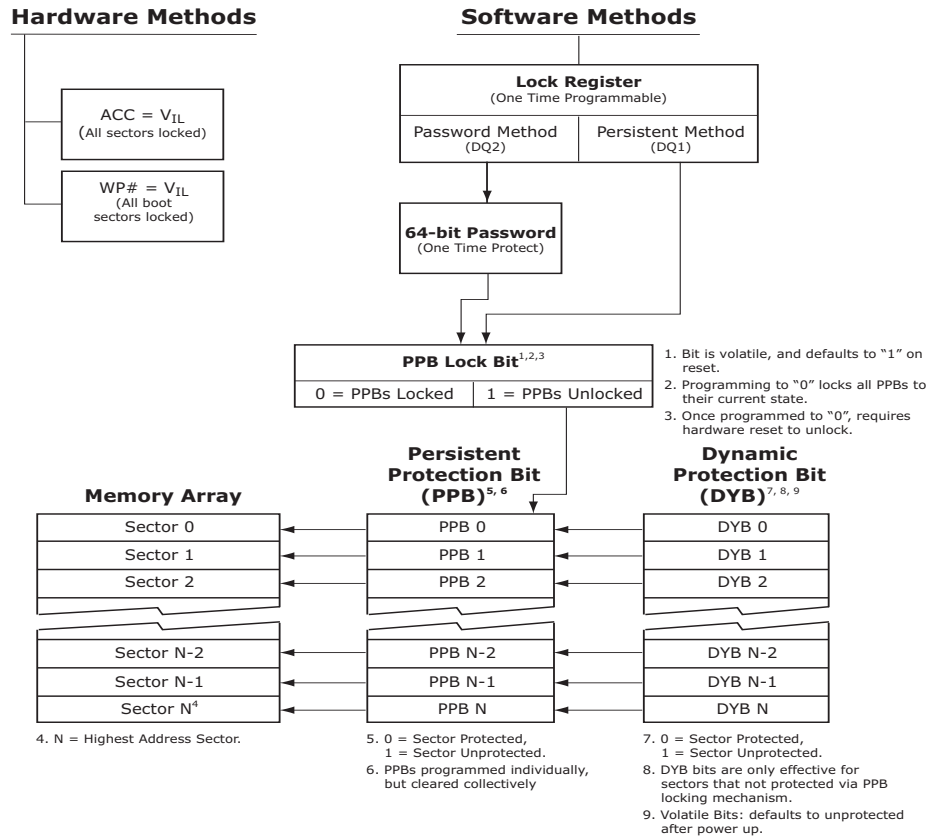 Hardware Methods
Software Methods
ACC = VIL
(All sectors locked)
WP# = VIL
(All boot
sectors locked)
Lock Register
(One Time Programmable)
Password Method
(DQ2)
Persistent Method
(DQ1)
64-bit Password
(One Time Protect)
PPB Lock Bit1,2,3
0 = PPBs Locked
1 = PPBs Unlocked
1. Bit is volatile, and defaults to “1” on
reset.
2. Programming to “0” locks all PPBs to
their current state.
3. Once programmed to “0”, requires
hardware reset to unlock.
Memory Array
Persistent
Protection Bit
(PPB)5, 6
Dynamic
Protection Bit
(DYB)7, 8, 9
Sector 0
PPB 0
DYB 0
Sector 1
PPB 1
DYB 1
Sector 2
PPB 2
DYB 2
Sector N-2
PPB N-2
DYB N-2
Sector N-1
PPB N-1
DYB N-1
Sector N4
PPB N
DYB N
4. N = Highest Address Sector.
5. 0 = Sector Protected,
1 = Sector Unprotected.
6. PPBs programmed individually,
but cleared collectively
7. 0 = Sector Protected,
1 = Sector Unprotected.
8. DYB bits are only effective for
sectors that not protected via PPB
locking mechanism.
9. Volatile Bits: defaults to unprotected
after power up.